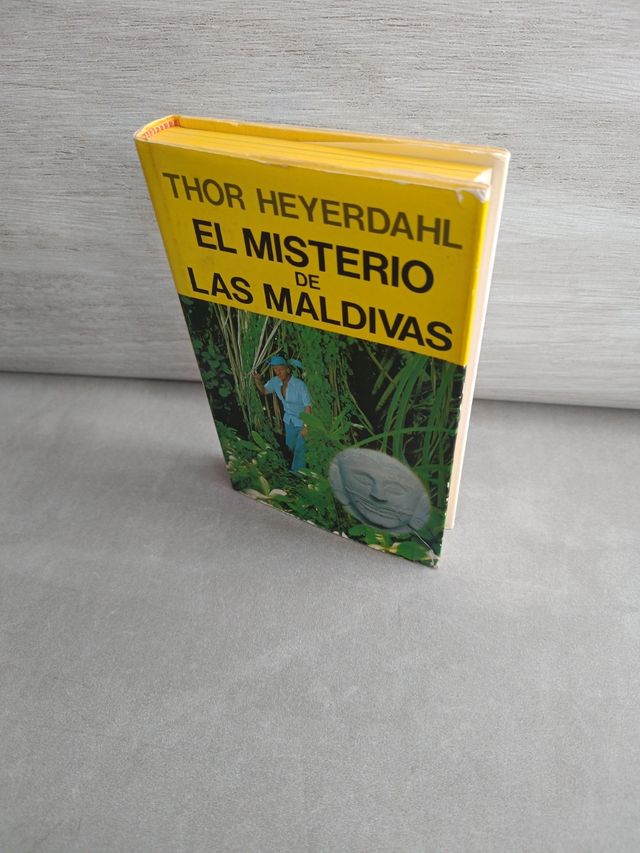 THOR HEYERDAHL
EL MISTERIO
DE
LAS MALDIVAS